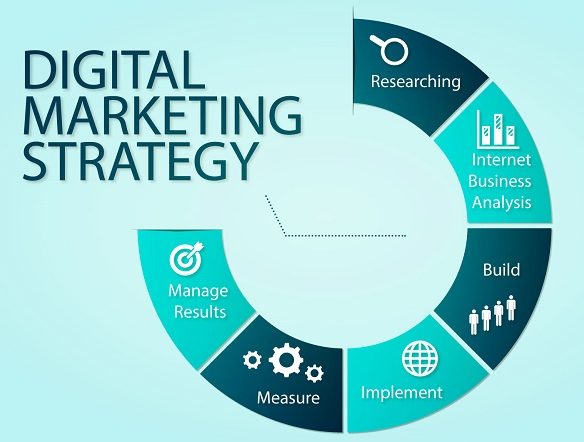 DIGITAL
MARKETING
STRATEGY
Researching
Internet
Business
Analysis
Build
Implement
Measure
Manage
Results